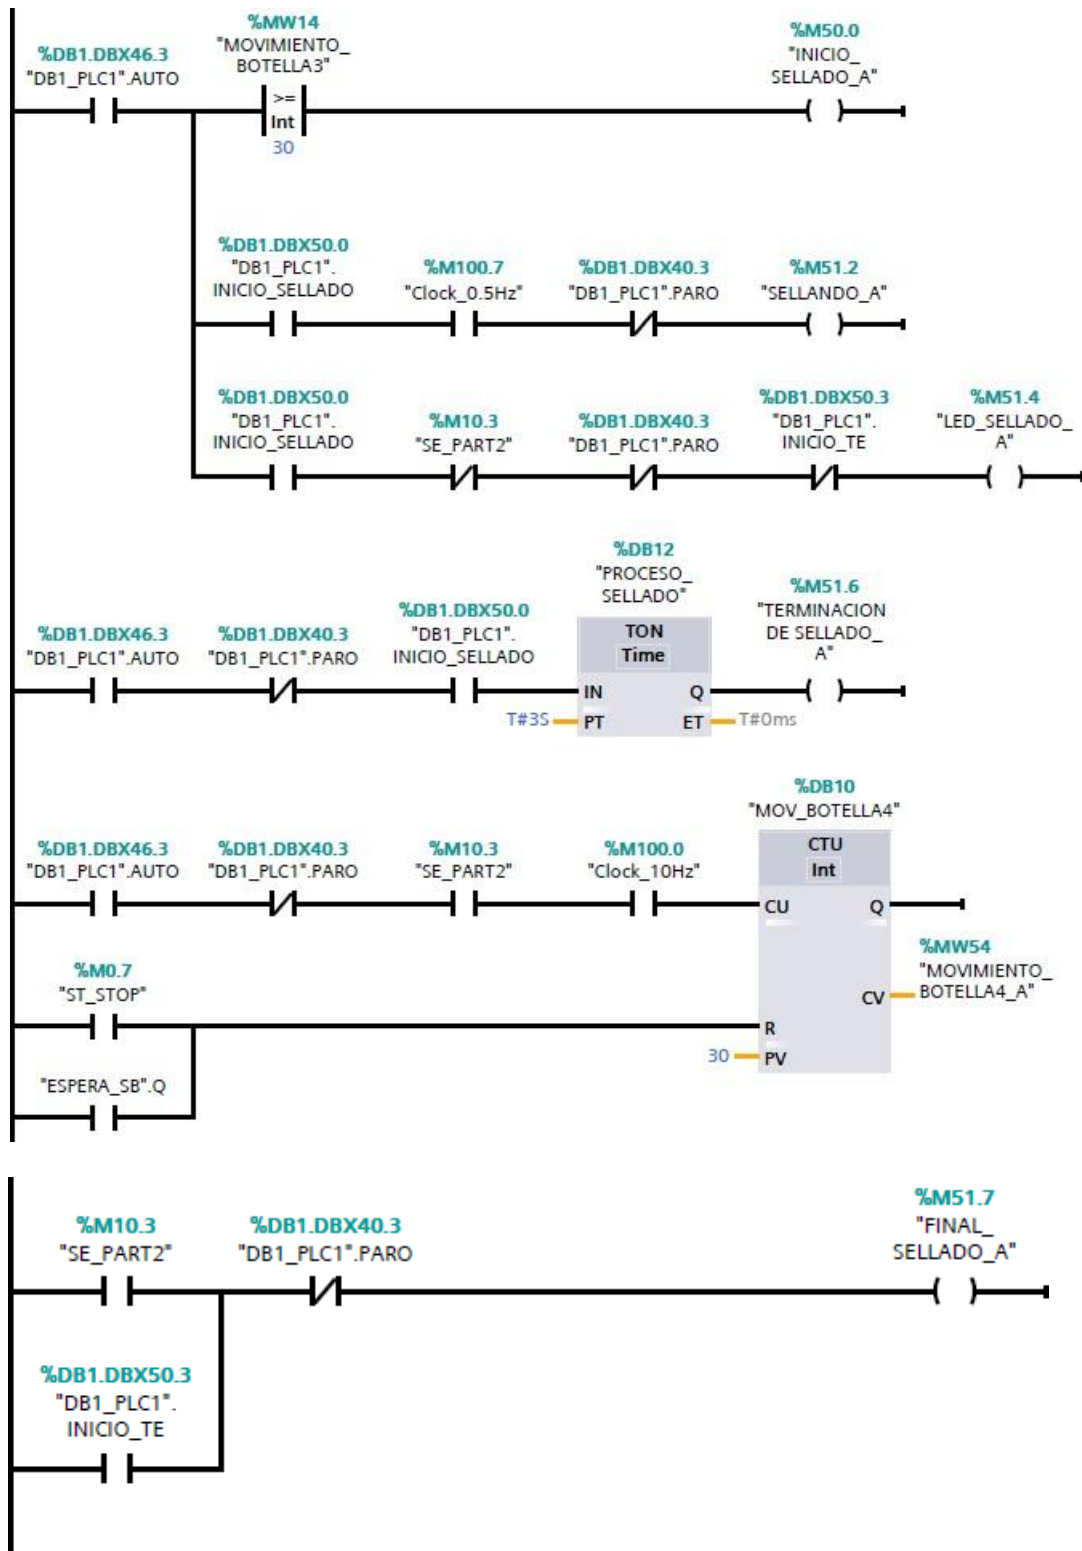 %MW14
"MOVIMIENTO_
BOTELLA3"
%M50.0
"INICIO_
SELLADO_A"
%DB1.DBX46.3
"DB1_PLC1".AUTO
>=
Int
30
%DB1.DBX50.0
"DB1_PLC1".
INICIO_SELLADO
%M100.7
"Clock_0.5Hz"
%DB1.DBX40.3
"DB1_PLC1".PARO
%M51.2
"SELLANDO_A"
%DB1.DBX50.0
"DB1_PLC1".
INICIO_SELLADO
%M10.3
"SE_PART2"
%DB1.DBX40.3
"DB1_PLC1".PARO
%DB1.DBX50.3
"DB1_PLC1".
INICIO_TE
%M51.4
"LED_SELLADO_
A"
%DB1.DBX46.3
"DB1_PLC1".AUTO
%DB1.DBX40.3
"DB1_PLC1".PARO
%DB1.DBX50.0
"DB1_PLC1".
INICIO_SELLADO
%DB12
"PROCESO_
SELLADO"
TON
Time
IN Q
T#3S PT ET T#0ms
%M51.6
"TERMINACION
DE SELLADO_
A"
%DB1.DBX46.3
"DB1_PLC1".AUTO
%DB1.DBX40.3
"DB1_PLC1".PARO
%M10.3
"SE_PART2"
%M100.0
"Clock_10Hz"
%DB10
"MOV_BOTELLA4"
CTU
Int
CU Q
%MW54
"MOVIMIENTO_
CV BOTELLA4_A"
%M0.7
"ST_STOP"
R
30 PV
"ESPERA_SB".Q
%M10.3
"SE_PART2"
%DB1.DBX40.3
"DB1_PLC1".PARO
%M51.7
"FINAL_
SELLADO_A"
%DB1.DBX50.3
"DB1_PLC1".
INICIO_TE